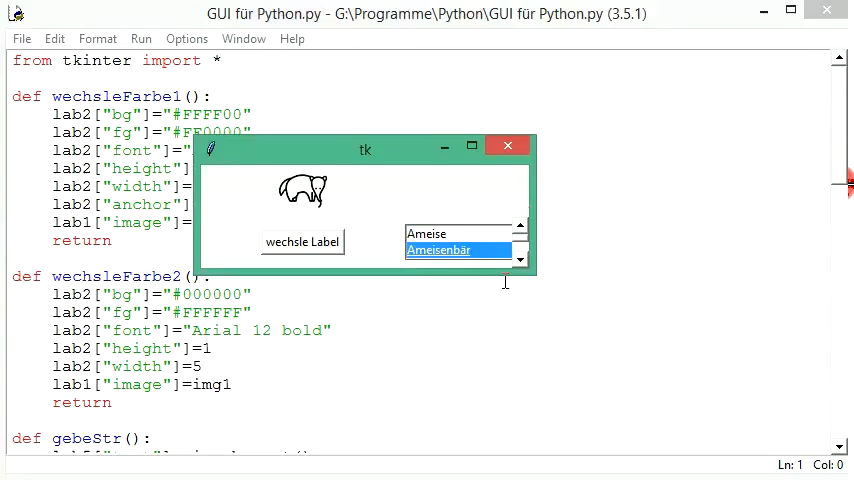 GUI für Python.py - G:\Programme\Python\GUI für Python.py (3.5.1)
File Edit Format Run Options Window Help
from tkinter import *
def wechsleFarbe1():
lab2["bg"]="#FFFF00"
lab2["fg"]="#FF0000"
lab2["font"]="
lab2["height"]
lab2["width"]=
lab2["anchor"]
lab1["image"]=
return
tk
wechsle Label
Ameise
Ameisenbär
def wechsleFarbe2():
lab2["bg"]="#000000"
lab2["fg"]="#FFFFFF"
lab2["font"]="Arial 12 bold"
lab2["height"]=1
lab2["width"]=5
lab1["image"]=img1
return
def gebeStr():
Ln: 1 Col: 0